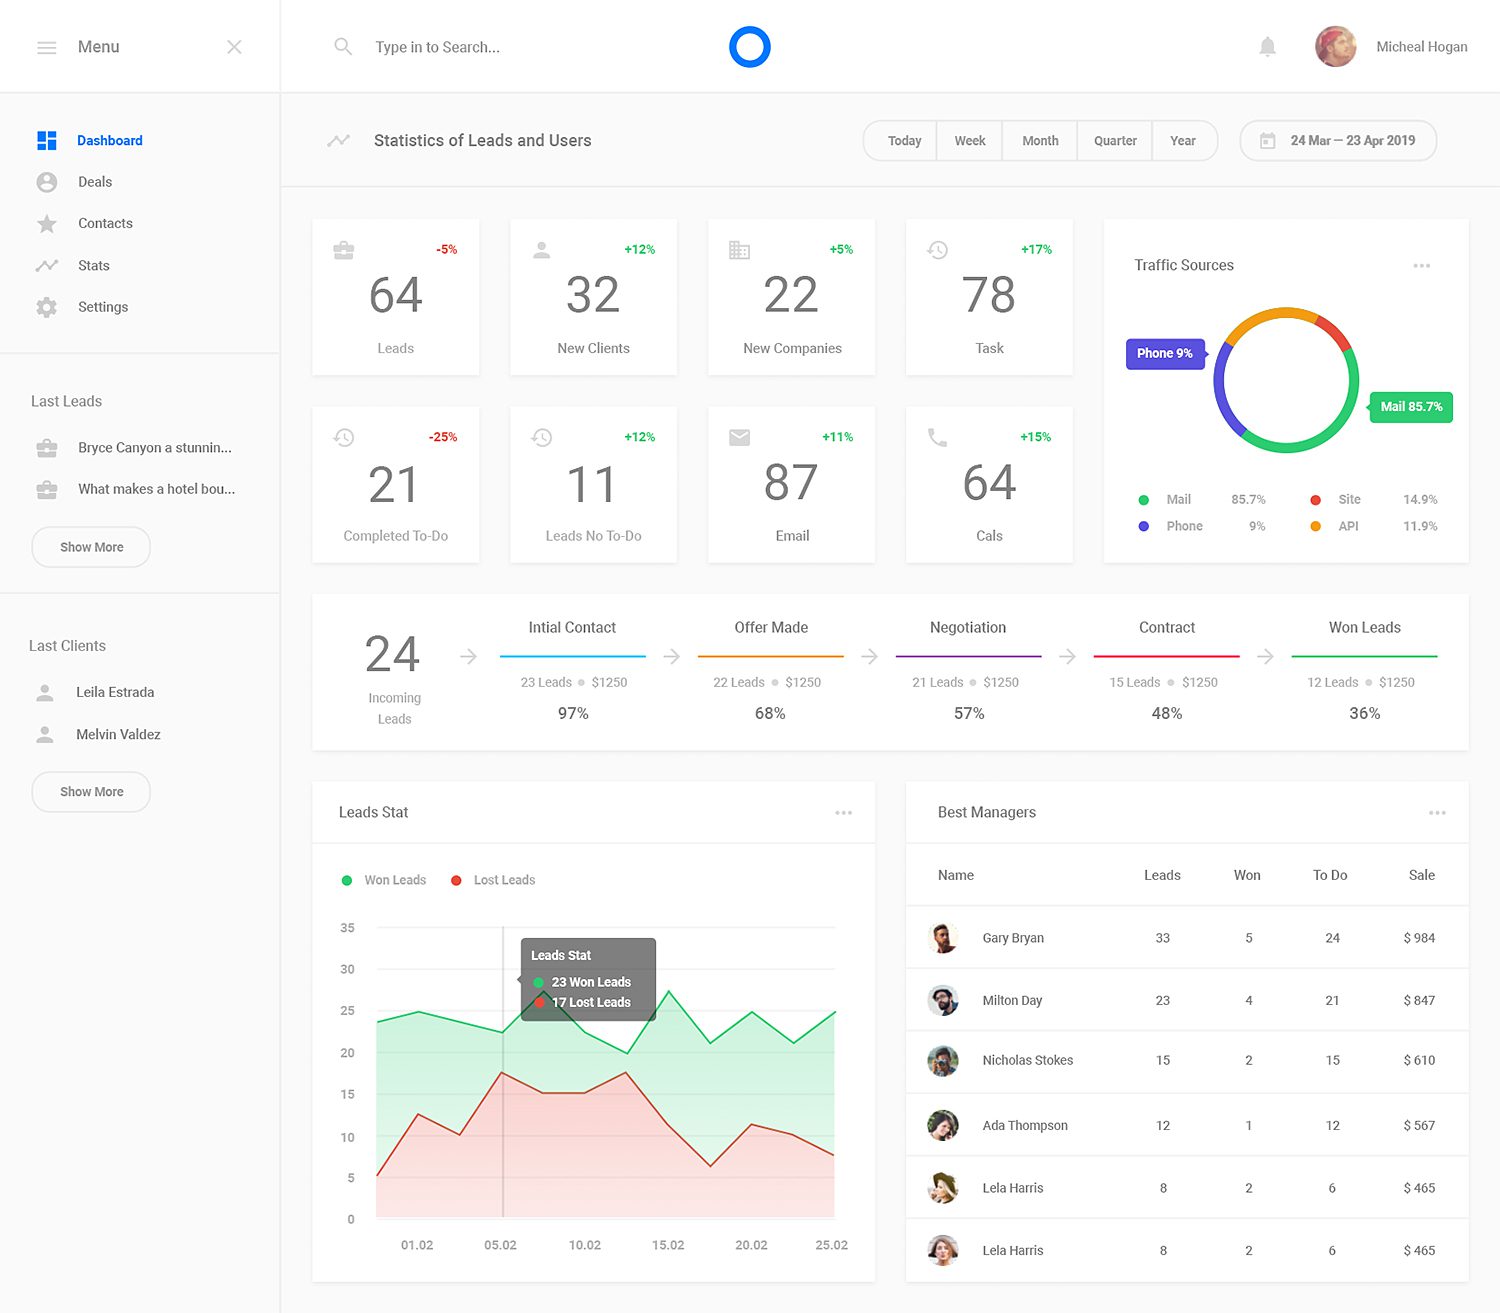 Menu
Type in to Search...
Micheal Hogan
Dashboard
Deals
Contacts
Stats
Settings
Last Leads
Bryce Canyon a stunnin...
What makes a hotel bou...
Show More
Last Clients
Leila Estrada
Melvin Valdez
Show More
Statistics of Leads and Users
Today Week Month Quarter Year
24 Mar — 23 Apr 2019
-5%
64
Leads
+12%
32
New Clients
+5%
22
New Companies
+17%
78
Task
-25%
21
Completed To-Do
+12%
11
Leads No To-Do
+11%
87
Email
+15%
64
Cals
Traffic Sources
Phone 9%
Mail 85.7%
Mail 85.7% Site 14.9%
Phone 9% API 11.9%
24
Incoming
Leads
Intial Contact
23 Leads $1250
97%
Offer Made
22 Leads $1250
68%
Negotiation
21 Leads $1250
57%
Contract
15 Leads $1250
48%
Won Leads
12 Leads $1250
36%
Leads Stat
Won Leads Lost Leads
35
30
25
20
15
10
5
0
Leads Stat
23 Won Leads
17 Lost Leads
01.02 05.02 10.02 15.02 20.02 25.02
Best Managers
Name Leads Won To Do Sale
Gary Bryan 33 5 24 $ 984
Milton Day 23 4 21 $ 847
Nicholas Stokes 15 2 15 $ 610
Ada Thompson 12 1 12 $ 567
Lela Harris 8 2 6 $ 465
Lela Harris 8 2 6 $ 465